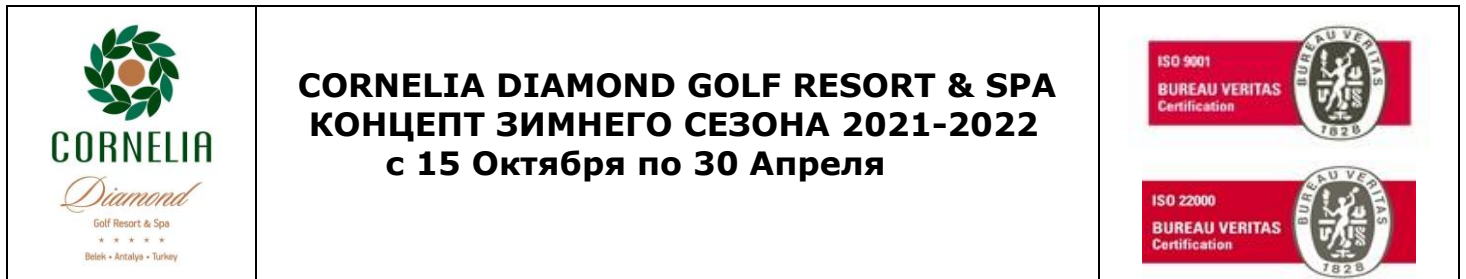 CORNELIA
Diamond
Golf Resort & Spa
★ ★ ★ ★ ★
Belek • Antalya • Turkey
CORNELIA DIAMOND GOLF RESORT & SPA
КОНЦЕПТ ЗИМНЕГО СЕЗОНА 2021-2022
с 15 Октября по 30 Апреля
ISO 9001
BUREAU VERITAS
Certification
BUREAU VERITAS
1828
ISO 22000
BUREAU VERITAS
Certification
BUREAU VERITAS
1828